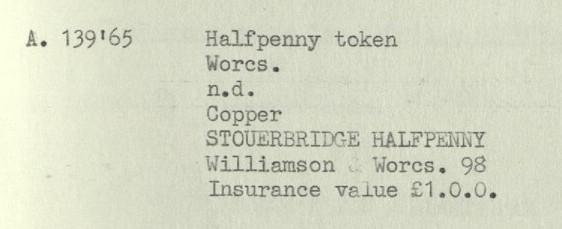 A. 139'65 Halfpenny token
Worcs.
n.d.
Copper
STOUERBRIDGE HALFPENNY
Williamson Worcs. 98
Insurance value £1.0.0.